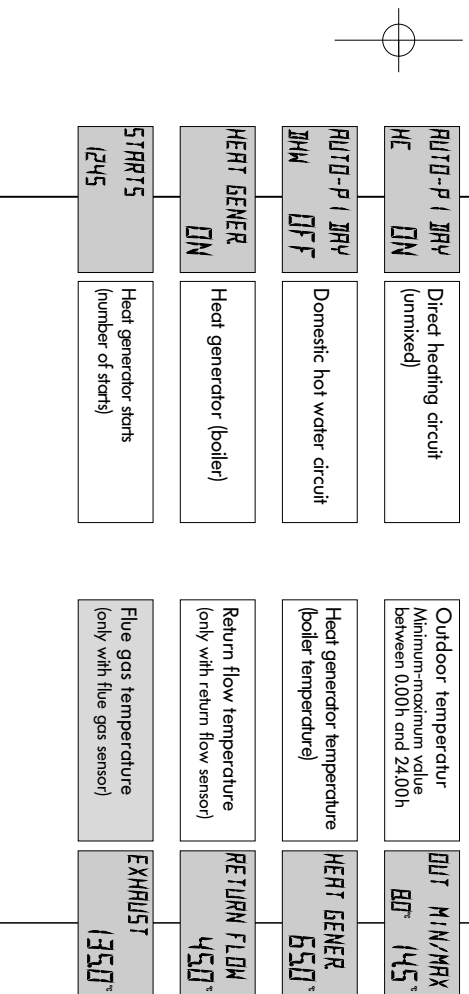 AUTO-P1 DAY
HC ON
Direct heating circuit
(unmixed)
Outdoor temperatur
Minimum-maximum value
between 0.00h and 24.00h
OUT MIN/MAX
8.0°C 14.5°C
AUTO-P1 DAY
DHW OFF
Domestic hot water circuit
Heat generator temperature
(boiler temperature)
HEAT GENER
65.0°C
HEAT GENER.
ON
Heat generator (boiler)
Return flow temperature
(only with return flow sensor)
RETURN FLOW
45.0°C
STARTS
1245
Heat generator starts
(number of starts)
Flue gas temperature
(only with flue gas sensor)
EXHAUST
135.0°C